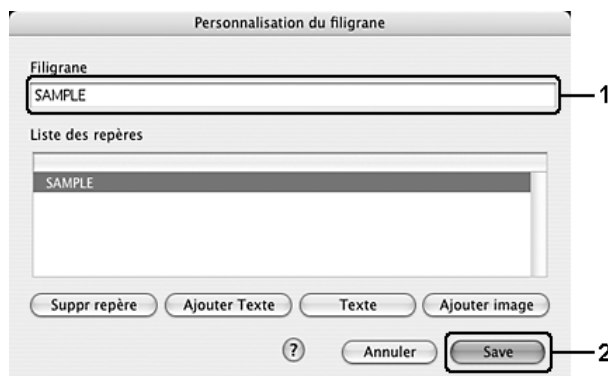 Personnalisation du filigrane
Filigrane
SAMPLE
1
Liste des repères
SAMPLE
Suppr repère Ajouter Texte Texte Ajouter image
? Annuler Save
2